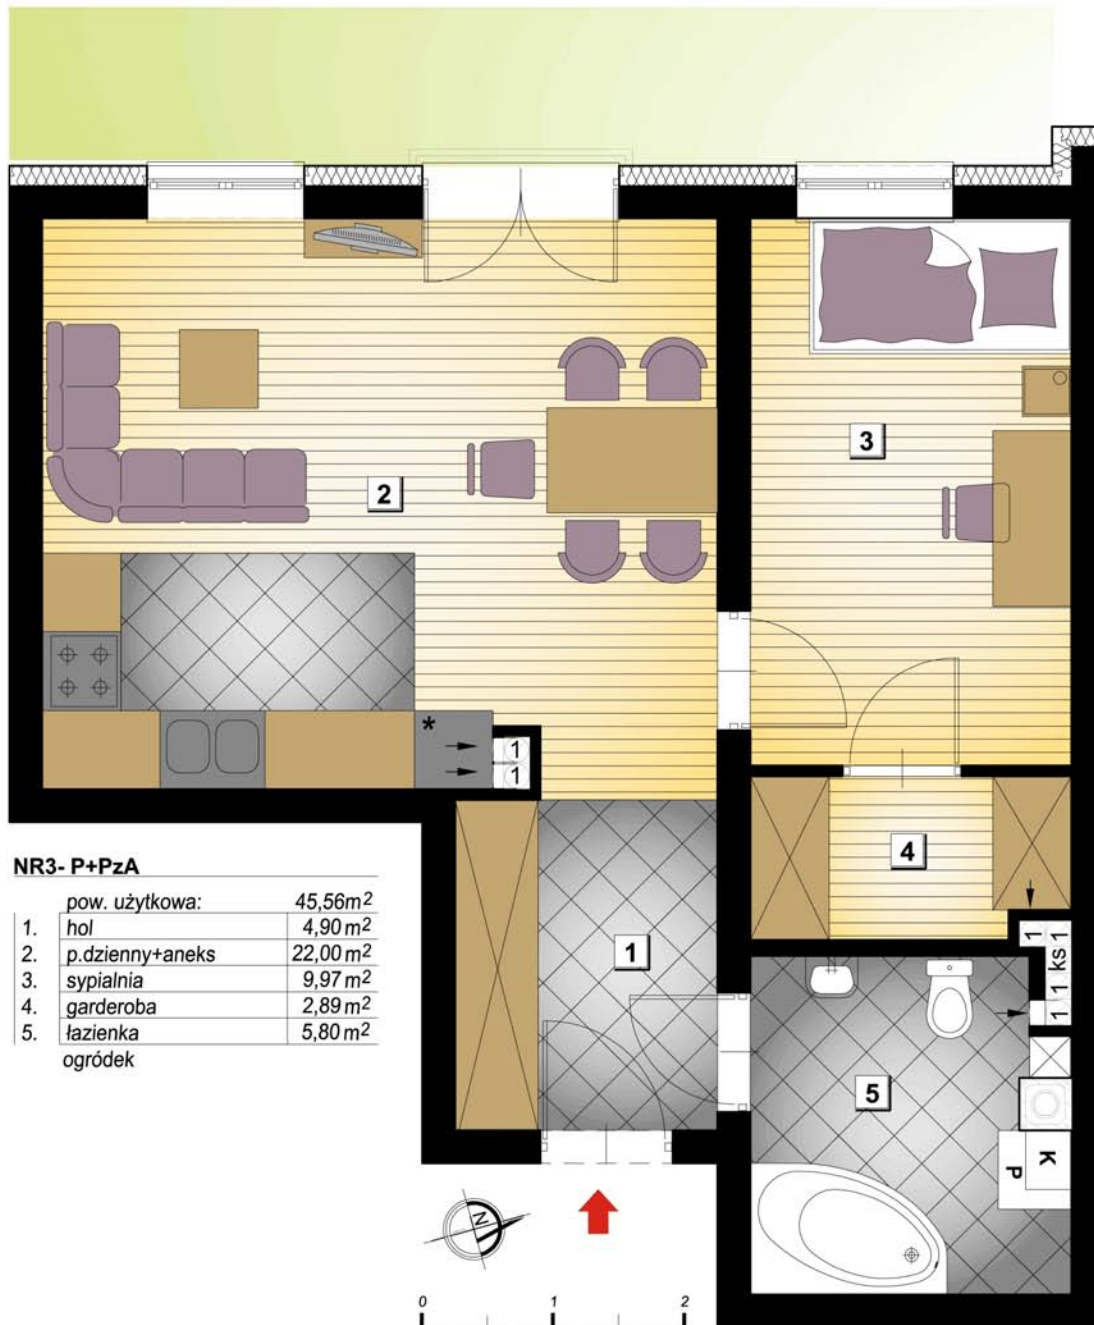 2
3
*
1
1
4
1
1
1
1 1 ks
5
K
P
N
NR3- P+PzA
pow. użytkowa: 45,56m²
1. hol 4,90 m²
2. p.dzienny+aneks 22,00 m²
3. sypialnia 9,97 m²
4. garderoba 2,89 m²
5. łazienka 5,80 m²
ogródek
0 1 2